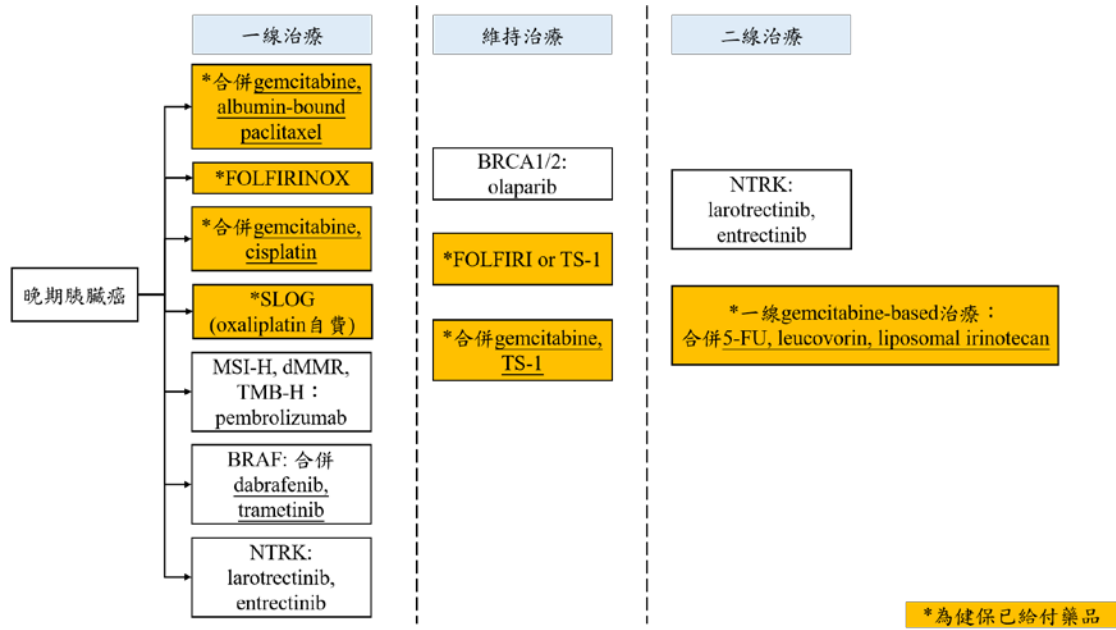 一線治療
維持治療
二線治療
晚期胰臟癌
*合併gemcitabine,
albumin-bound
paclitaxel
*FOLFIRINOX
*合併gemcitabine,
cisplatin
*SLOG
(oxaliplatin自費)
MSI-H, dMMR,
TMB-H：
pembrolizumab
BRAF: 合併
dabrafenib,
trametinib
NTRK:
larotrectinib,
entrectinib
BRCA1/2:
olaparib
*FOLFIRI or TS-1
*合併gemcitabine,
TS-1
NTRK:
larotrectinib,
entrectinib
*一線gemcitabine-based治療：
合併5-FU, leucovorin, liposomal irinotecan
*為健保已給付藥品